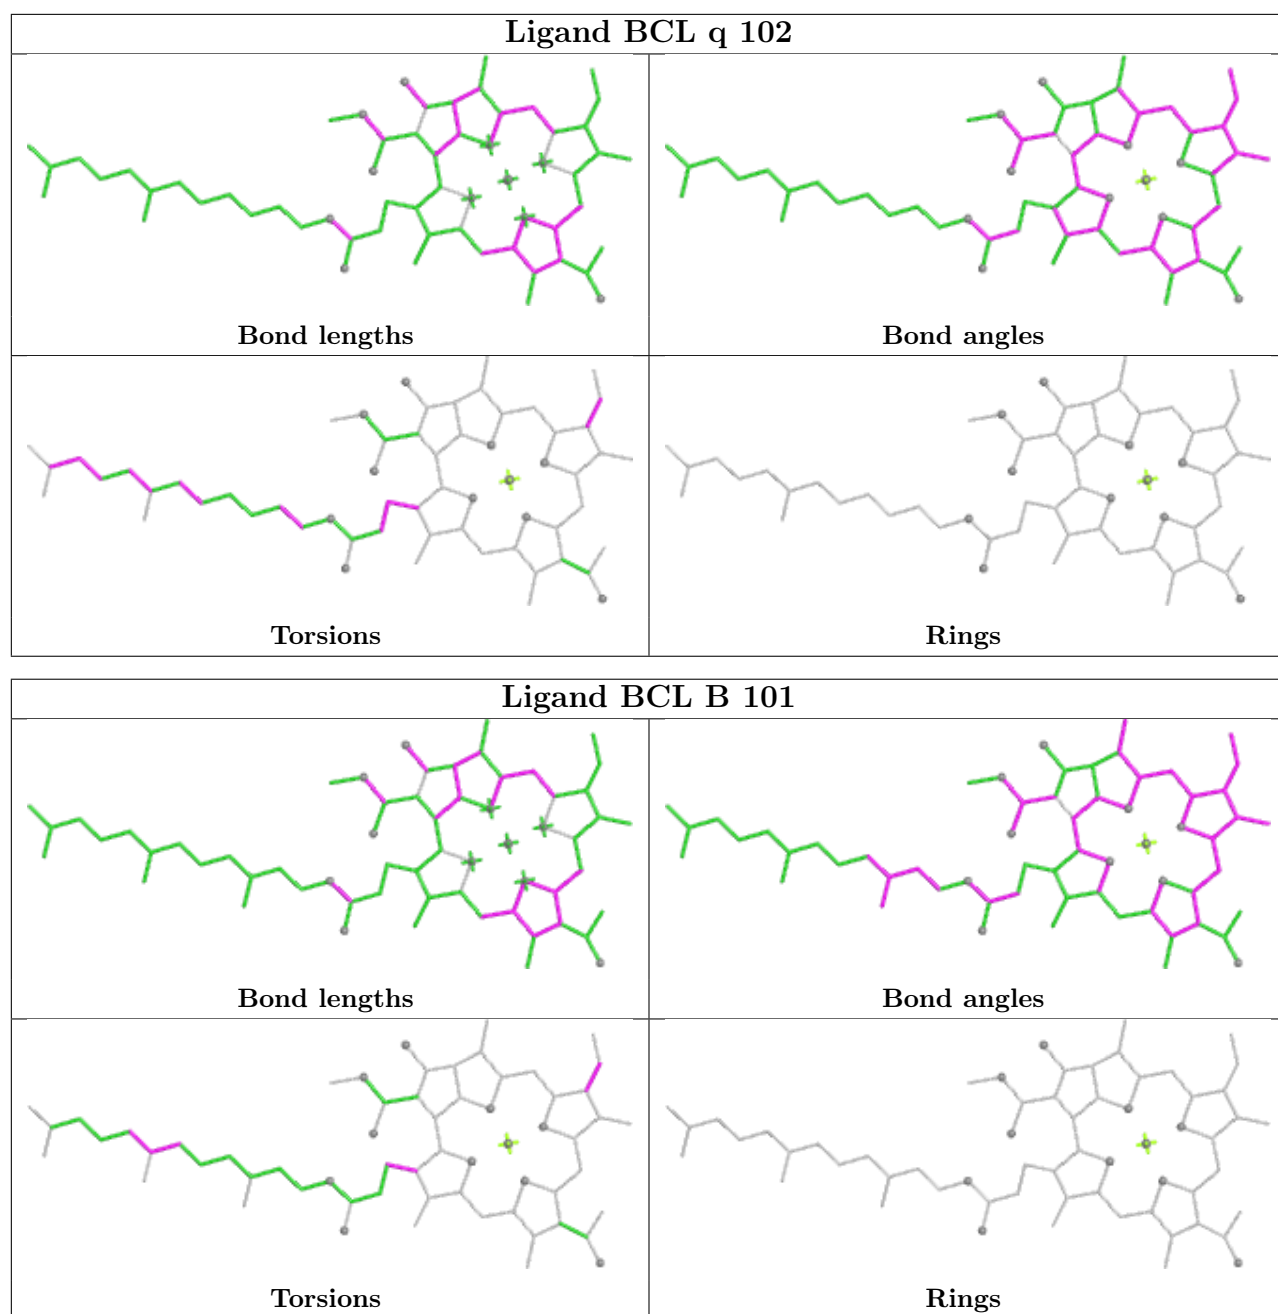 Ligand BCL q 102
Bond lengths
Bond angles
Torsions
Rings
Ligand BCL B 101
Bond lengths
Bond angles
Torsions
Rings